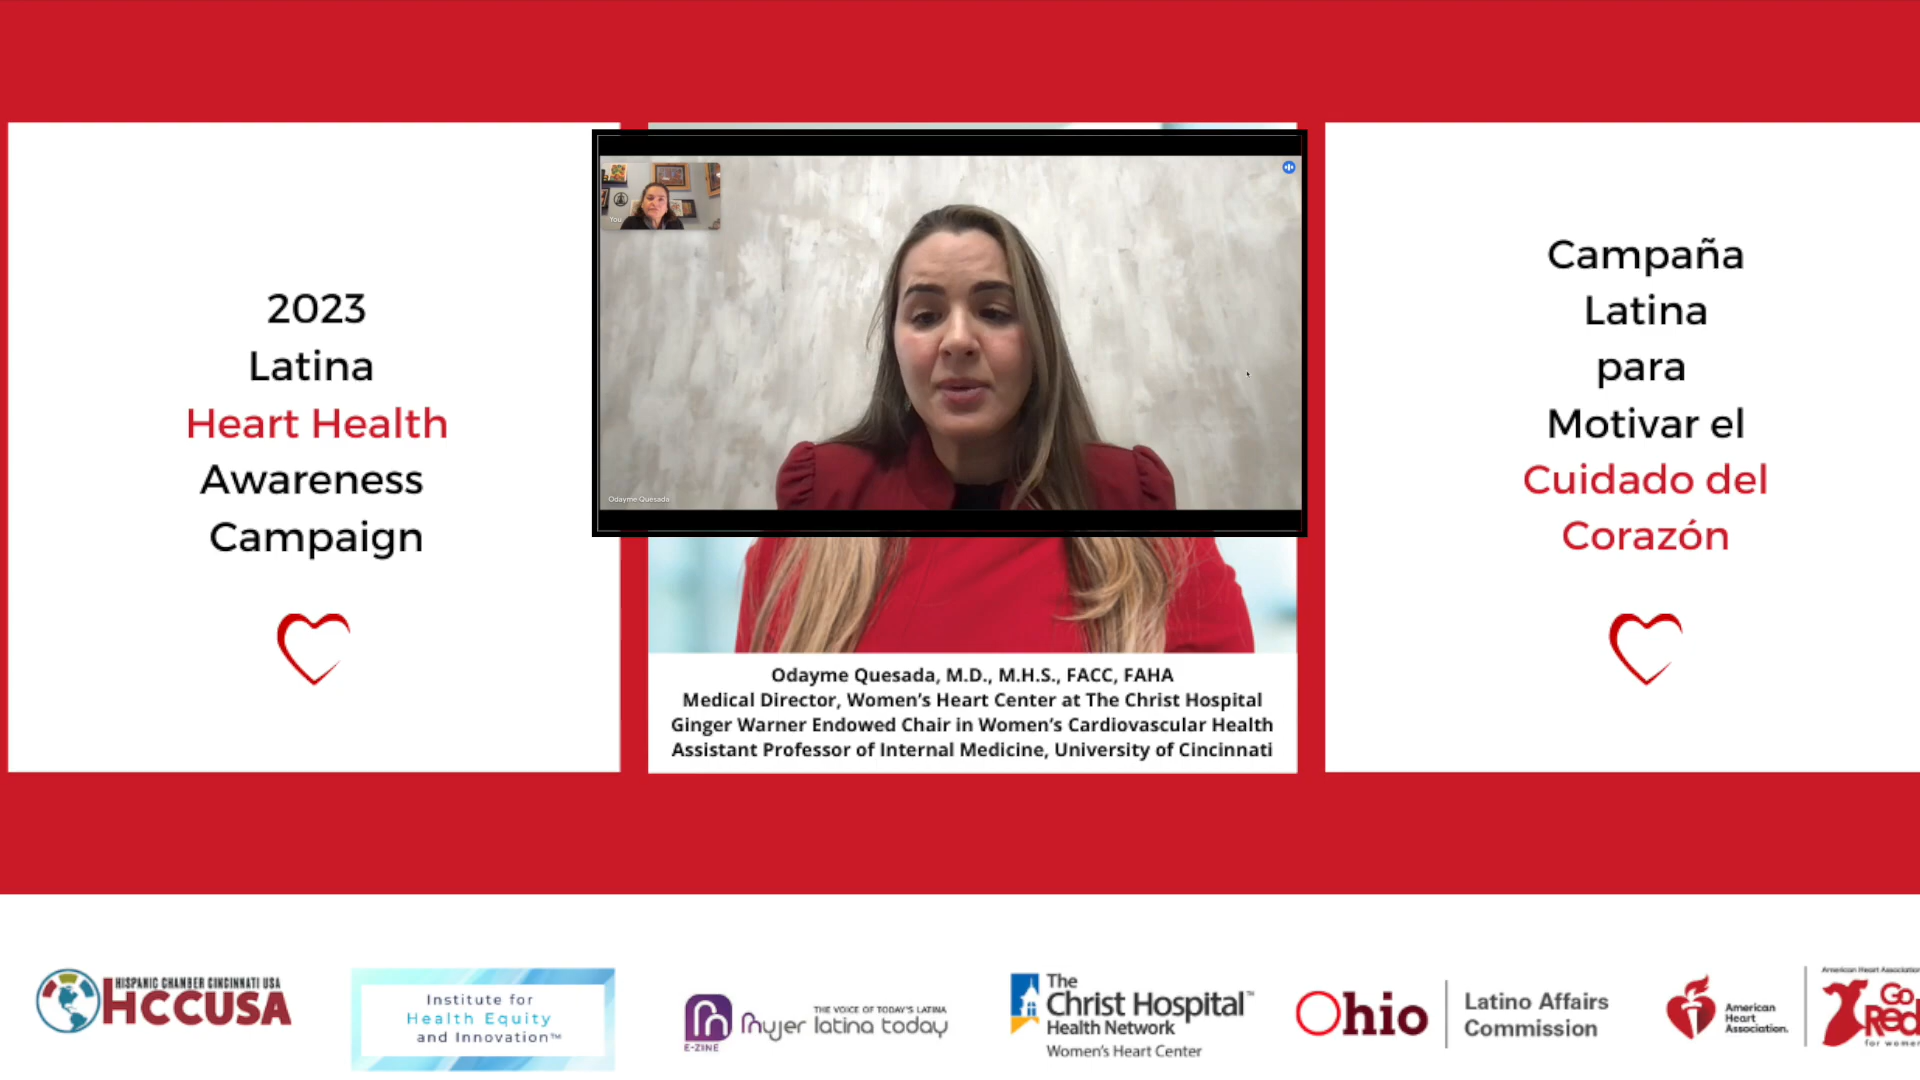 2023
Latina
Heart Health
Awareness
Campaign
You
Odayme Quesada
Odayme Quesada, M.D., M.H.S., FACC, FAHA
Medical Director, Women's Heart Center at The Christ Hospital
Ginger Warner Endowed Chair in Women's Cardiovascular Health
Assistant Professor of Internal Medicine, University of Cincinnati
Campaña
Latina
para
Motivar el
Cuidado del
Corazón
HISPANIC CHAMBER CINCINNATI USA
HCCUSA
Institute for
Health Equity
and Innovation™
THE VOICE OF TODAY'S LATINA
Mujer latina today
E-ZINE
The
Christ Hospital™
Health Network
Women's Heart Center
Ohio
Latino Affairs
Commission
American
Heart
Association.
American Heart Association
Go
Red
for women